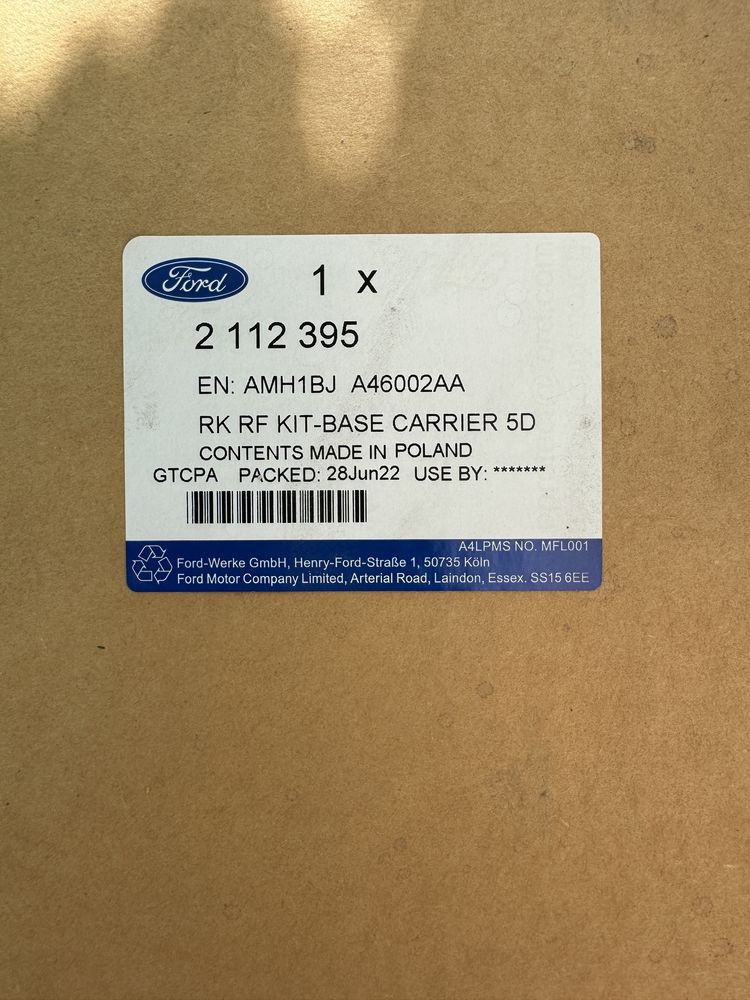 Ford
1 x
2 112 395
EN: AMH1BJ A46002AA
RK RF KIT-BASE CARRIER 5D
CONTENTS MADE IN POLAND
GTCPA PACKED: 28Jun22 USE BY: *******
A4LPMS NO. MFL001
Ford-Werke GmbH, Henry-Ford-Straße 1, 50735 Köln
Ford Motor Company Limited, Arterial Road, Laindon, Essex. SS15 6EE